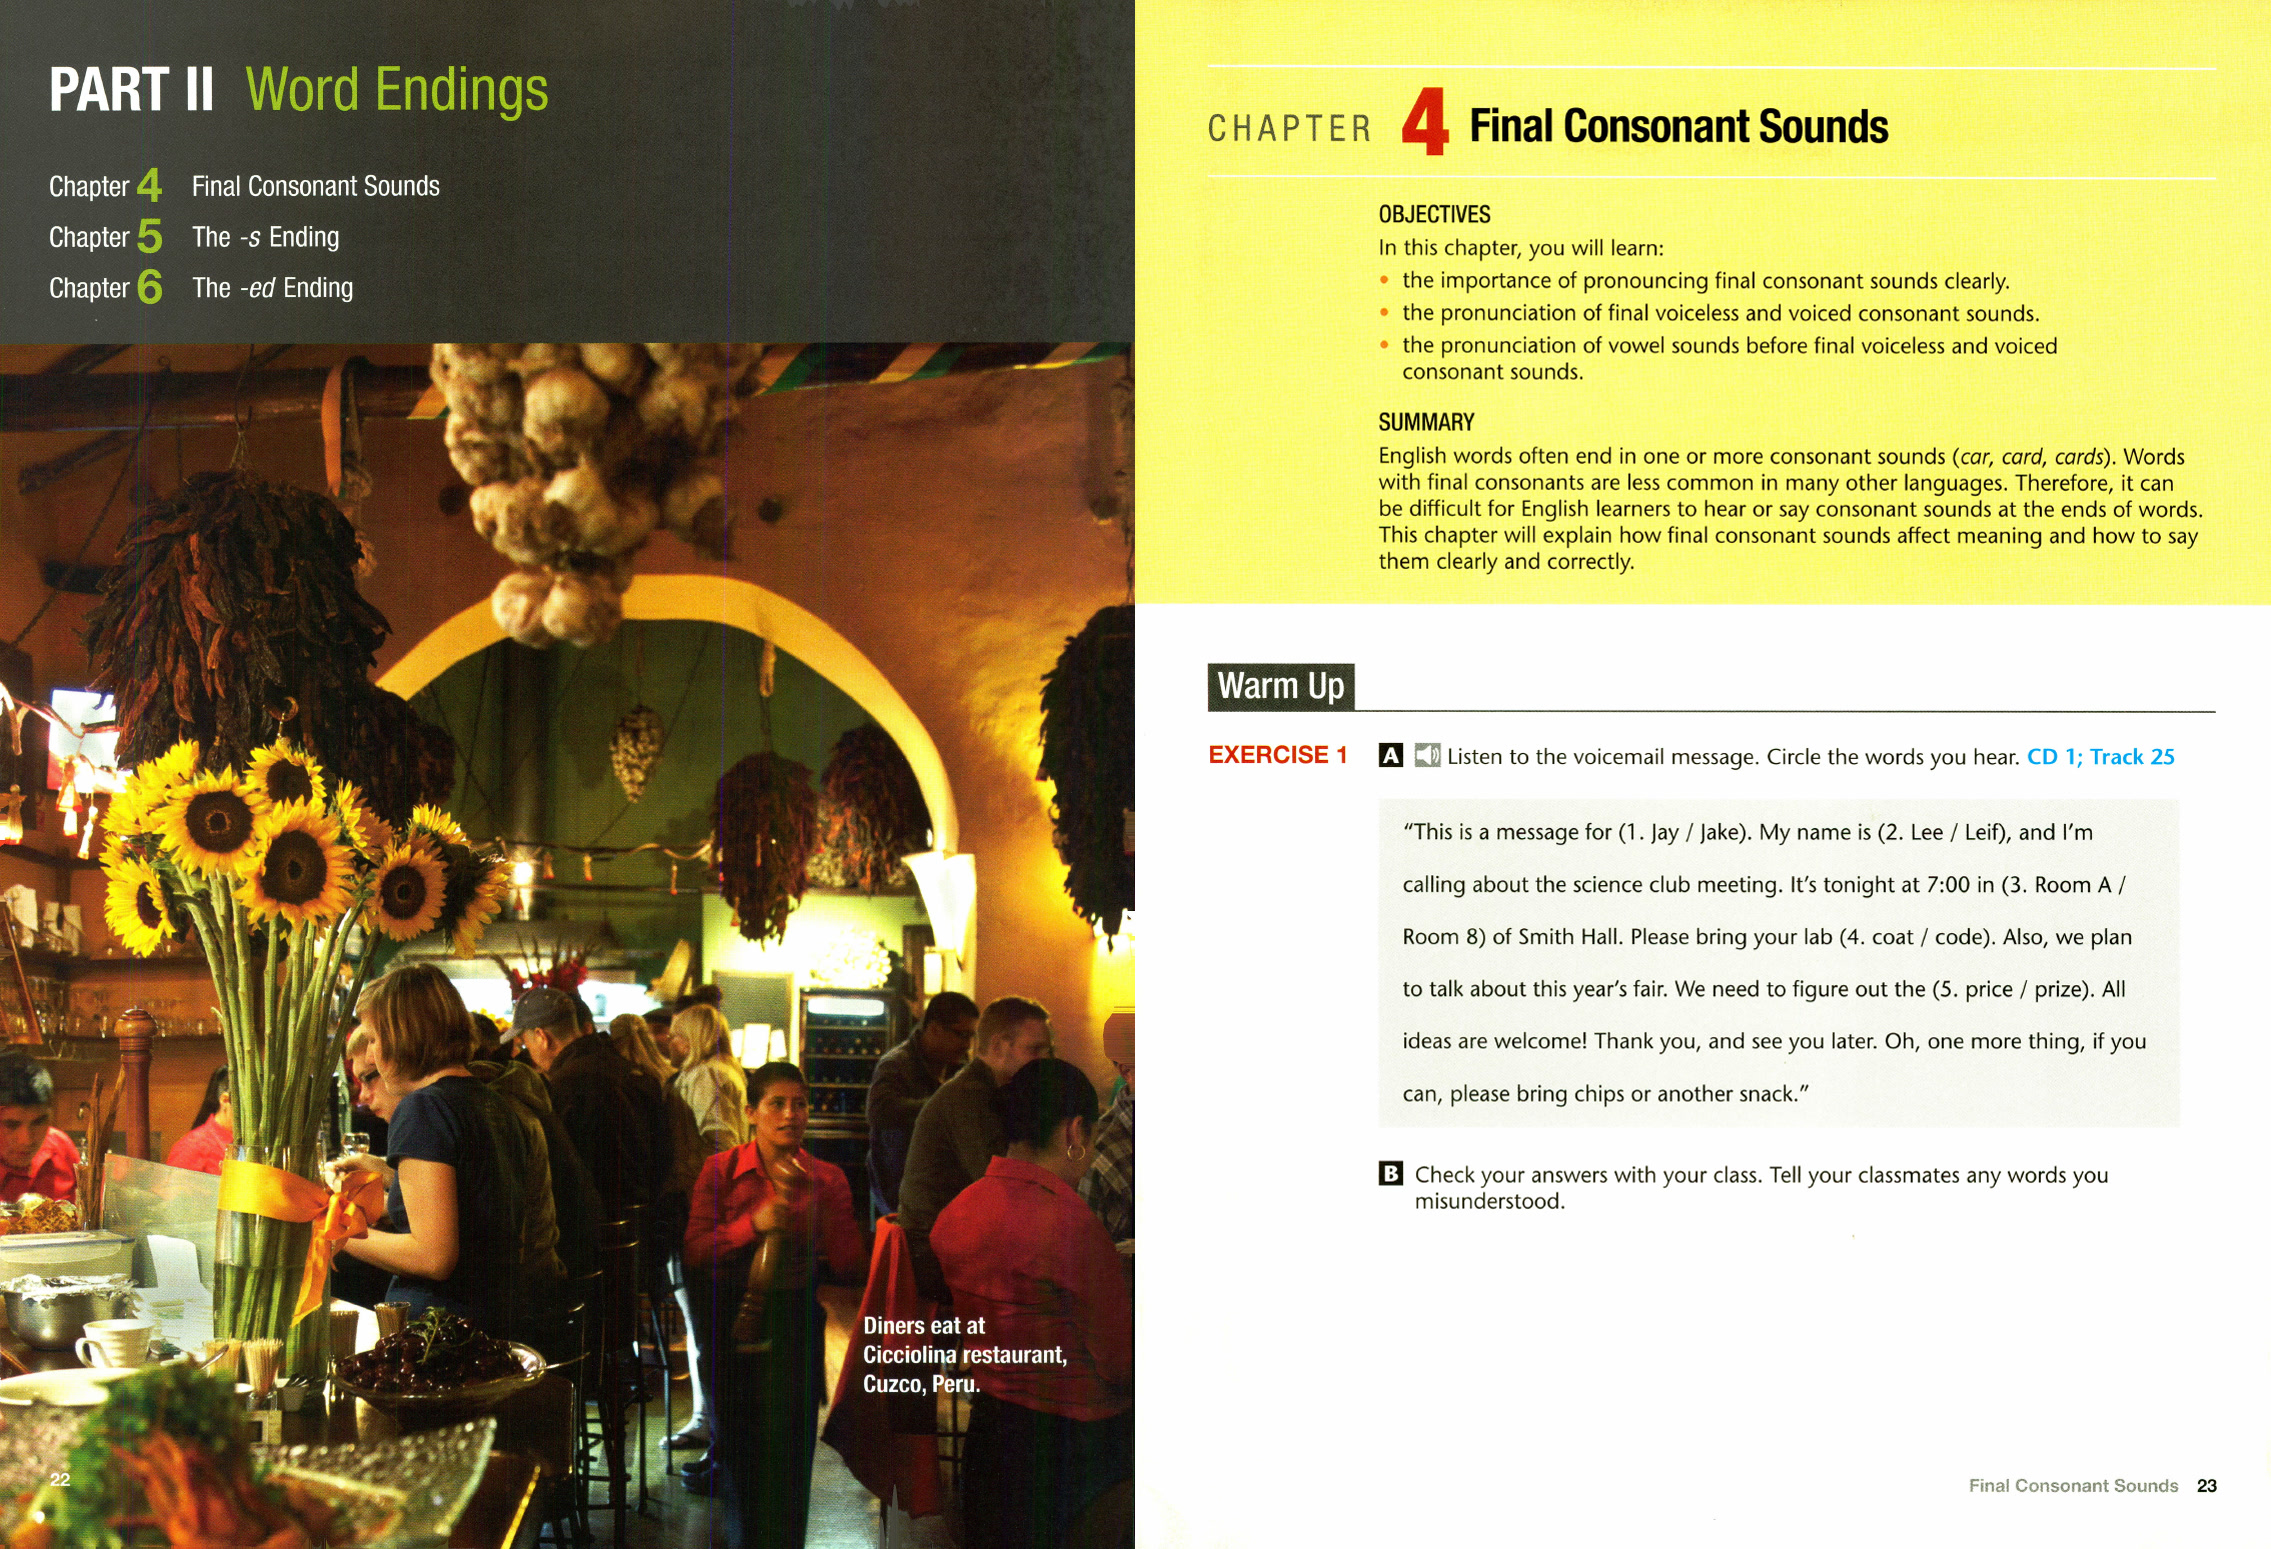 PART II Word Endings
Chapter 4 Final Consonant Sounds
Chapter 5 The -s Ending
Chapter 6 The -ed Ending
Diners eat at
Cicciolina restaurant,
Cuzco, Peru.
22
CHAPTER 4 Final Consonant Sounds
OBJECTIVES
In this chapter, you will learn:
• the importance of pronouncing final consonant sounds clearly.
• the pronunciation of final voiceless and voiced consonant sounds.
• the pronunciation of vowel sounds before final voiceless and voiced
consonant sounds.
SUMMARY
English words often end in one or more consonant sounds (car, card, cards). Words
with final consonants are less common in many other languages. Therefore, it can
be difficult for English learners to hear or say consonant sounds at the ends of words.
This chapter will explain how final consonant sounds affect meaning and how to say
them clearly and correctly.
Warm Up
EXERCISE 1 A Listen to the voicemail message. Circle the words you hear. CD 1; Track 25
“This is a message for (1. Jay / Jake). My name is (2. Lee / Leif), and I’m
calling about the science club meeting. It’s tonight at 7:00 in (3. Room A /
Room 8) of Smith Hall. Please bring your lab (4. coat / code). Also, we plan
to talk about this year’s fair. We need to figure out the (5. price / prize). All
ideas are welcome! Thank you, and see you later. Oh, one more thing, if you
can, please bring chips or another snack.”
B Check your answers with your class. Tell your classmates any words you
misunderstood.
Final Consonant Sounds 23